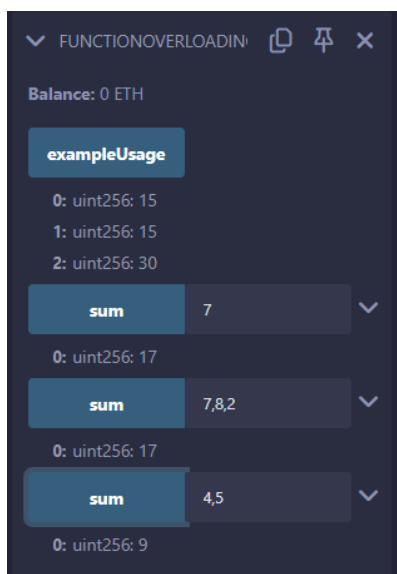 FUNCTIONOVERLOADIN
Balance: 0 ETH
exampleUsage
0: uint256: 15
1: uint256: 15
2: uint256: 30
sum 7
0: uint256: 17
sum 7,8,2
0: uint256: 17
sum 4,5
0: uint256: 9